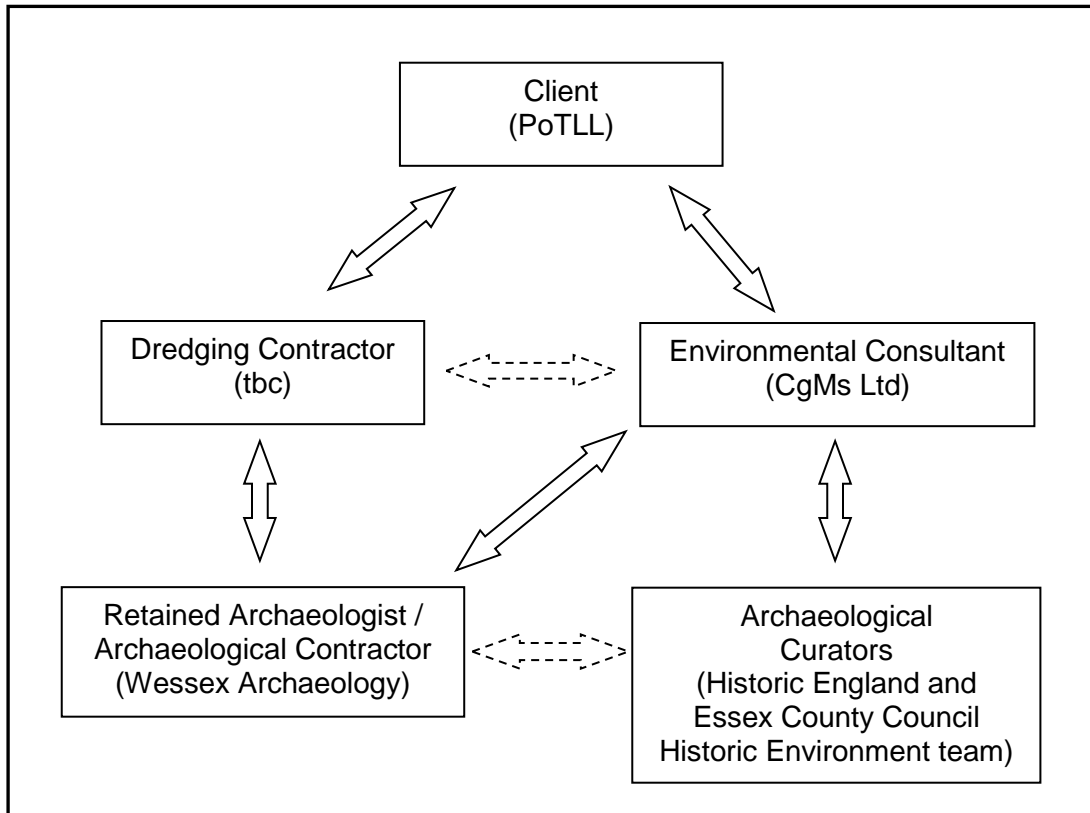 Client
(PoTLL)
Dredging Contractor
(tbc)
Environmental Consultant
(CgMs Ltd)
Retained Archaeologist /
Archaeological Contractor
(Wessex Archaeology)
Archaeological
Curators
(Historic England and
Essex County Council
Historic Environment team)